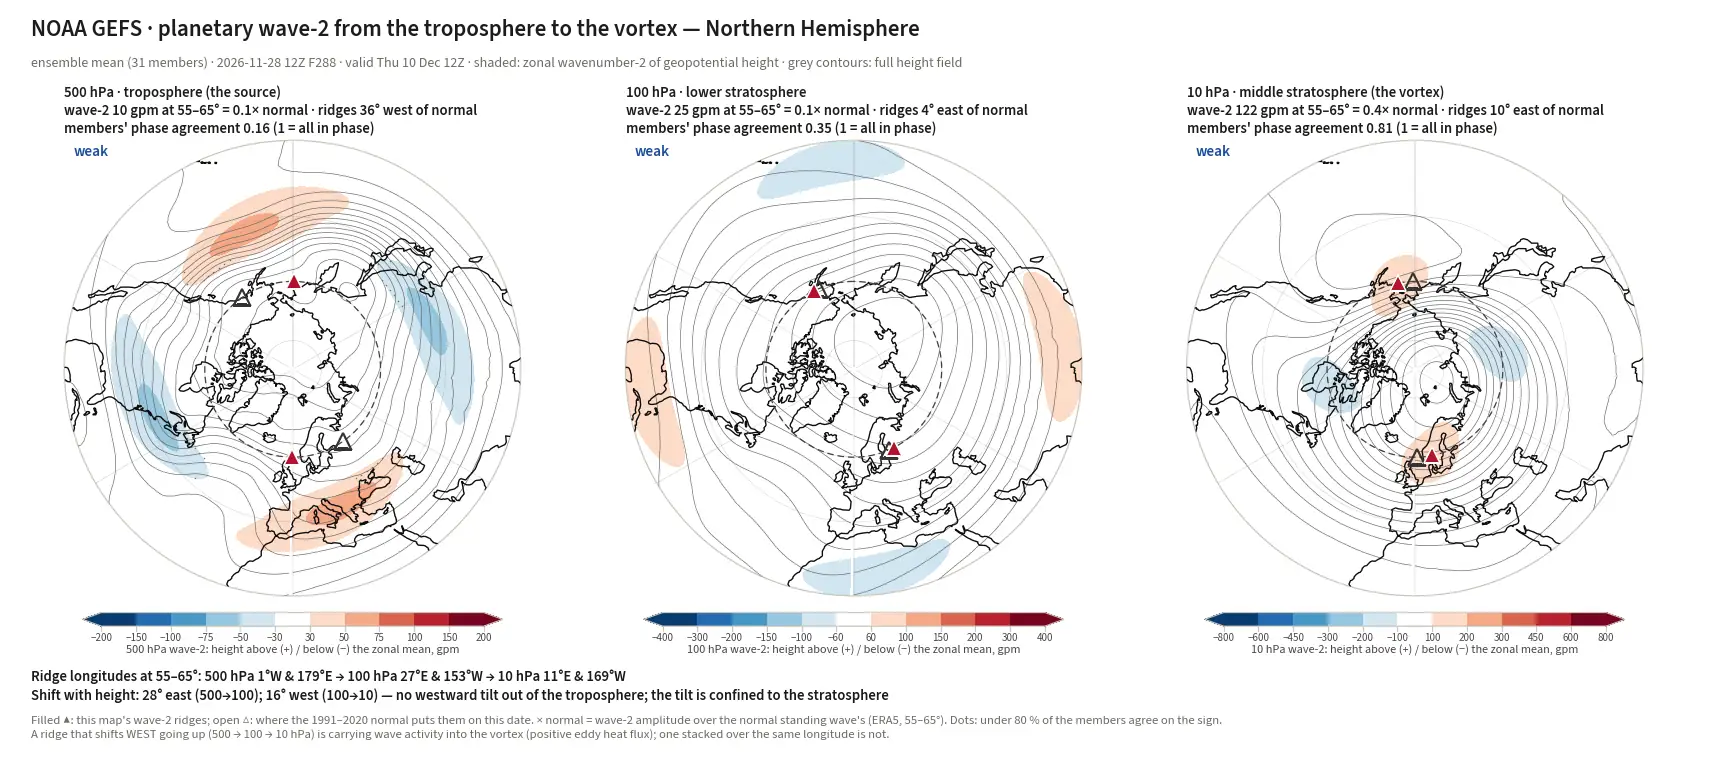 NOAA GEFS · planetary wave-2 from the troposphere to the vortex — Northern Hemisphere
ensemble mean (31 members) · 2026-11-28 12Z F288 · valid Thu 10 Dec 12Z · shaded: zonal wavenumber-2 of geopotential height · grey contours: full height field
500 hPa · troposphere (the source)
wave-2 10 gpm at 55–65° = 0.1× normal · ridges 36° west of normal
members' phase agreement 0.16 (1 = all in phase)
weak
100 hPa · lower stratosphere
wave-2 25 gpm at 55–65° = 0.1× normal · ridges 4° east of normal
members' phase agreement 0.35 (1 = all in phase)
weak
10 hPa · middle stratosphere (the vortex)
wave-2 122 gpm at 55–65° = 0.4× normal · ridges 10° east of normal
members' phase agreement 0.81 (1 = all in phase)
weak
−200 −150 −100 −75 −50 −30 30 50 75 100 150 200
500 hPa wave-2: height above (+) / below (−) the zonal mean, gpm
−400 −300 −200 −150 −100 −60 60 100 150 200 300 400
100 hPa wave-2: height above (+) / below (−) the zonal mean, gpm
−800 −600 −450 −300 −200 −100 100 200 300 450 600 800
10 hPa wave-2: height above (+) / below (−) the zonal mean, gpm
Ridge longitudes at 55–65°: 500 hPa 1°W & 179°E → 100 hPa 27°E & 153°W → 10 hPa 11°E & 169°W
Shift with height: 28° east (500→100); 16° west (100→10) — no westward tilt out of the troposphere; the tilt is confined to the stratosphere
Filled ▲: this map's wave-2 ridges; open △: where the 1991–2020 normal puts them on this date. × normal = wave-2 amplitude over the normal standing wave's (ERA5, 55–65°). Dots: under 80 % of the members agree on the sign.
A ridge that shifts WEST going up (500 → 100 → 10 hPa) is carrying wave activity into the vortex (positive eddy heat flux); one stacked over the same longitude is not.